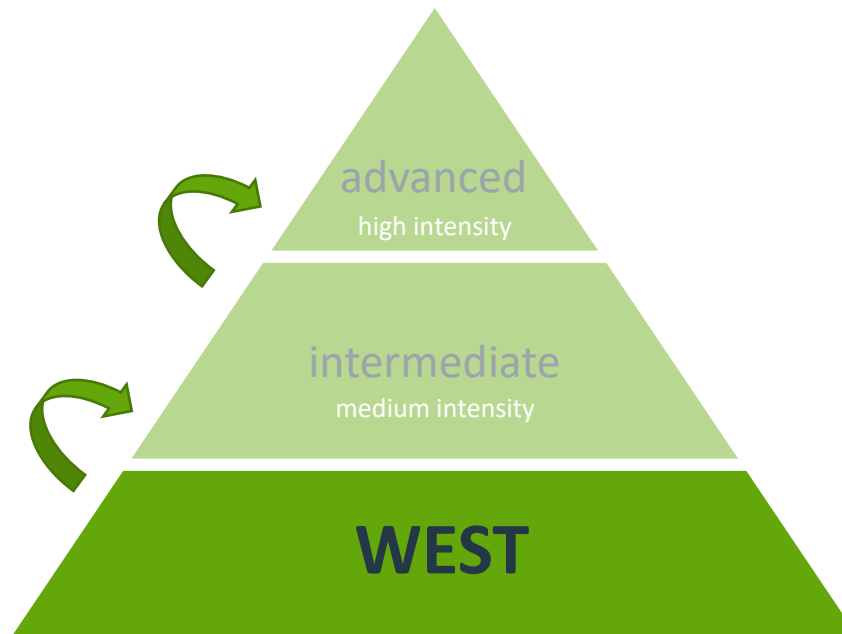 advanced
high intensity
intermediate
medium intensity
WEST